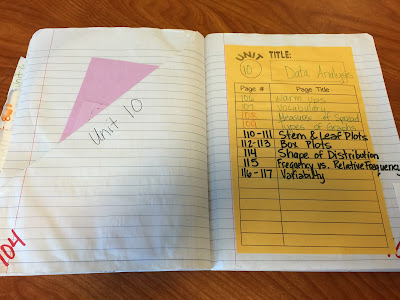 Unit 10
104
UNIT 10
TITLE:
Data Analysis
Page # Page Title
106 Warm Ups
107 Vocabulary
108 Measures of Spread
109 Types of Graphs
110-111 Stem & Leaf Plots
112-113 Box Plots
114 Shape of Distribution
115 Frequency vs. Relative Frequency
116-117 Variability